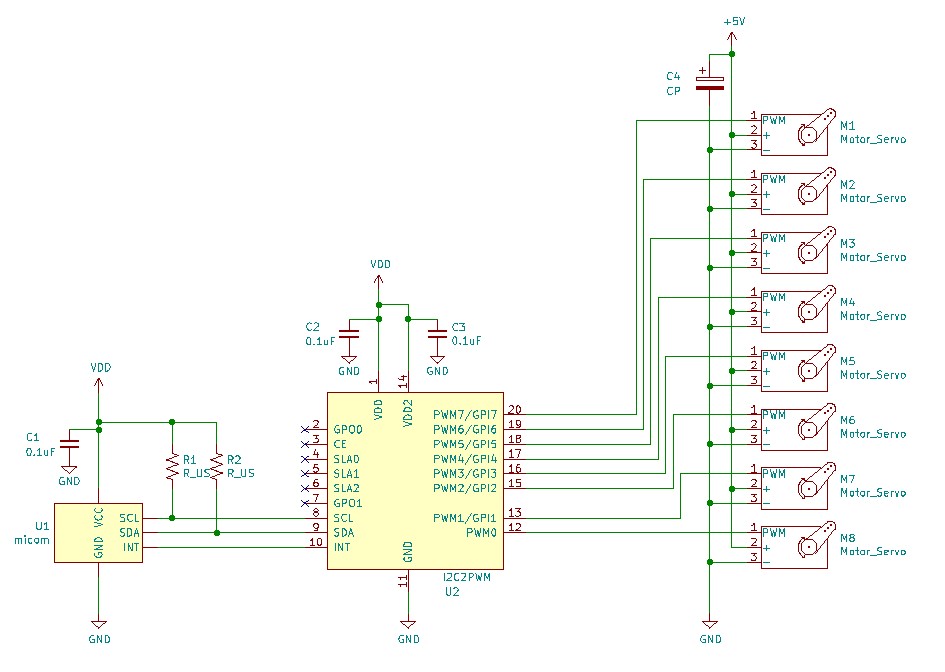 +5V
C4
CP
1 PWM
2 +
3 −
M1
Motor_Servo
1 PWM
2 +
3 −
M2
Motor_Servo
1 PWM
2 +
3 −
M3
Motor_Servo
1 PWM
2 +
3 −
M4
Motor_Servo
1 PWM
2 +
3 −
M5
Motor_Servo
1 PWM
2 +
3 −
M6
Motor_Servo
1 PWM
2 +
3 −
M7
Motor_Servo
1 PWM
2 +
3 −
M8
Motor_Servo
GND
VDD
C2
0.1uF
GND
C3
0.1uF
GND
1 VDD
14 VDD2
2 GPO0
3 CE
4 SLA0
5 SLA1
6 SLA2
7 GPO1
8 SCL
9 SDA
10 INT
PWM7/GPI7 20
PWM6/GPI6 19
PWM5/GPI5 18
PWM4/GPI4 17
PWM3/GPI3 16
PWM2/GPI2 15
PWM1/GPI1 13
PWM0 12
GND 11
I2C2PWM
U2
GND
VDD
C1
0.1uF
GND
R1
R_US
R2
R_US
U1
micom
VCC
GND
SCL
SDA
INT
GND